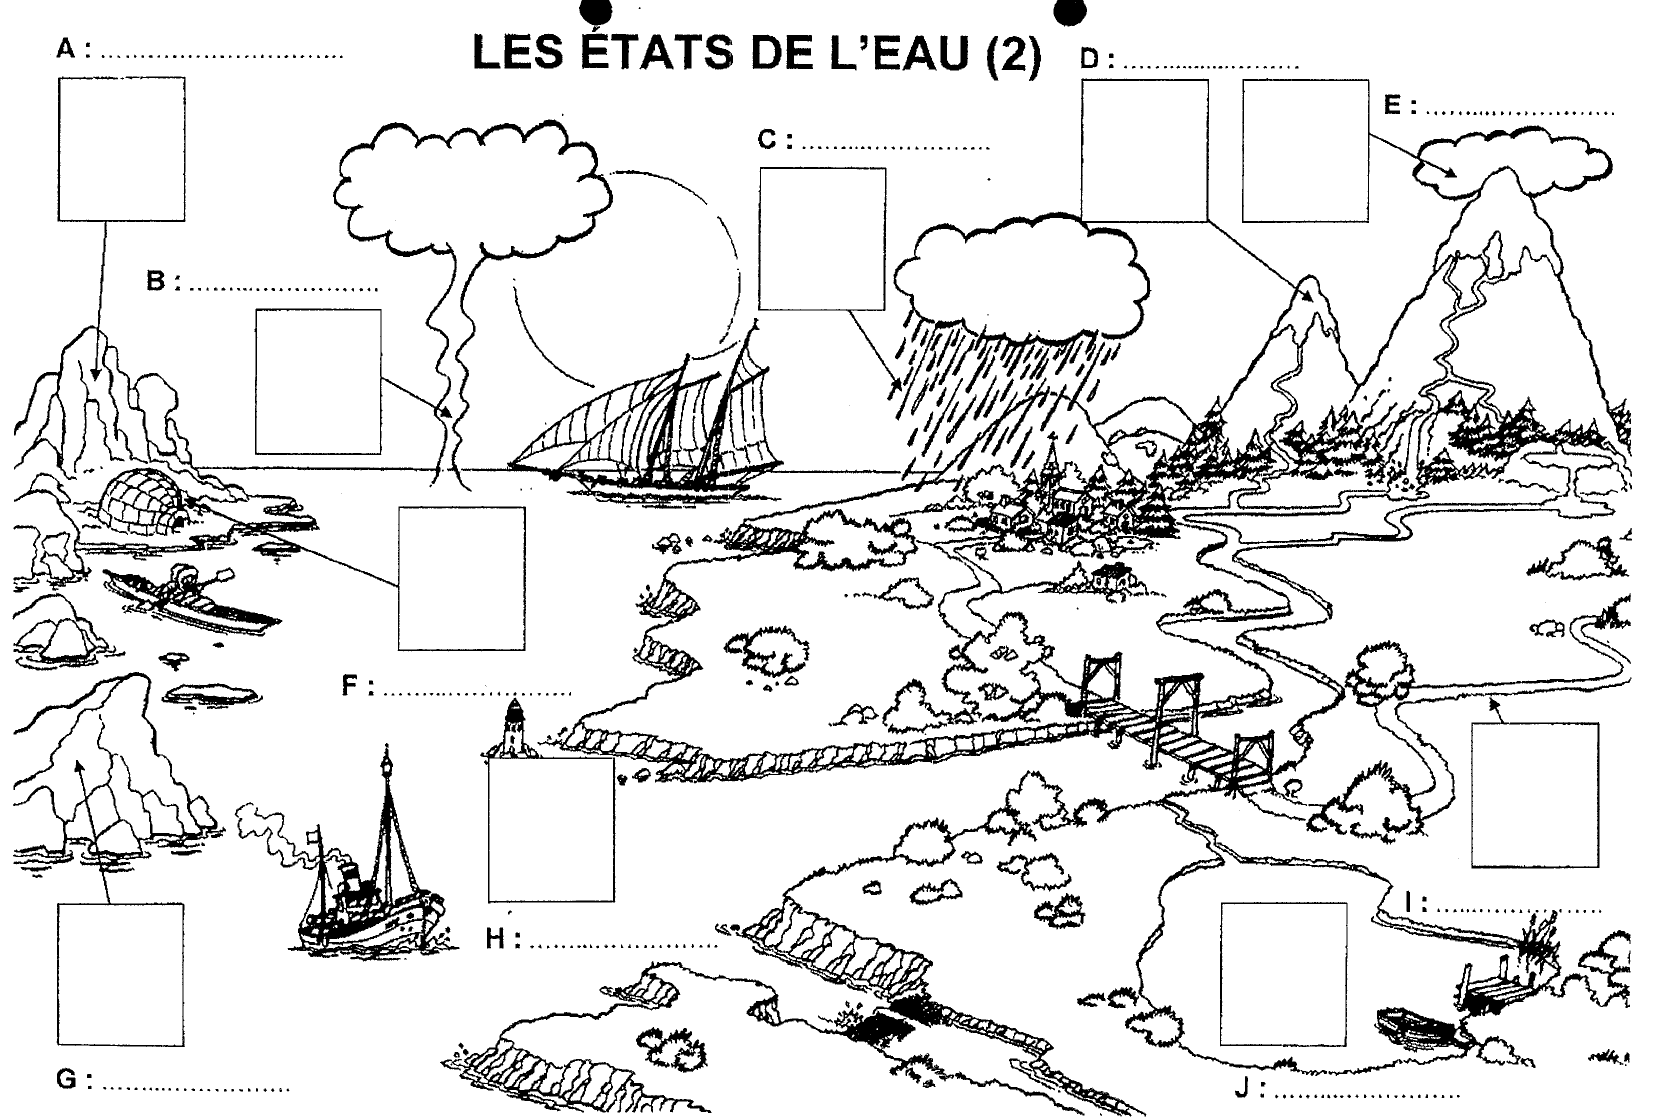 LES ÉTATS DE L'EAU (2)
A : ..............................
D : ......................
E : ........................
C : ........................
B : ........................
F : ........................
I : .....................
H : ........................
G : ........................
J : ........................